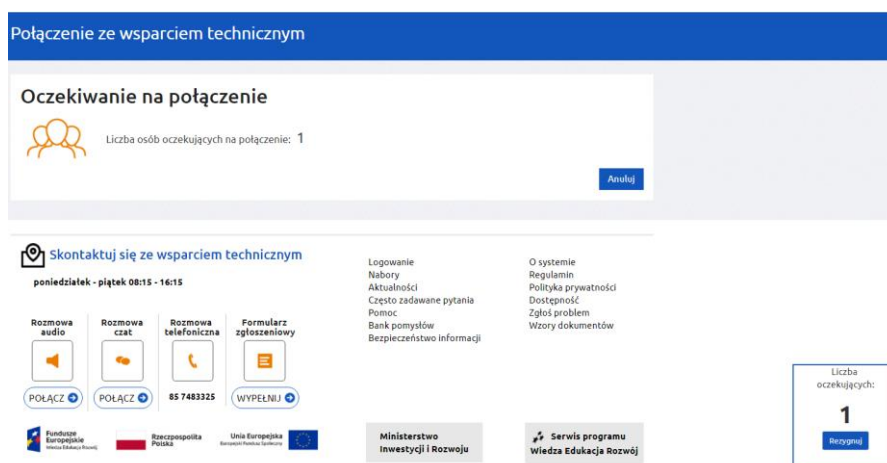 Połączenie ze wsparciem technicznym
Oczekiwanie na połączenie
Liczba osób oczekujących na połączenie: 1
Anuluj
Skontaktuj się ze wsparciem technicznym
poniedziałek - piątek 08:15 - 16:15
Rozmowa audio
Rozmowa czat
Rozmowa telefoniczna
Formularz zgłoszeniowy
POŁĄCZ
POŁĄCZ
85 7483325
WYPEŁNIJ
Logowanie
Nabory
Aktualności
Często zadawane pytania
Pomoc
Bank pomysłów
Bezpieczeństwo informacji
O systemie
Regulamin
Polityka prywatności
Dostępność
Zgłoś problem
Wzory dokumentów
Liczba
oczekujących:
1
Rezygnuj
Fundusze
Europejskie
Wiedza Edukacja Rozwój
Rzeczpospolita
Polska
Unia Europejska
Europejski Fundusz Społeczny
Ministerstwo
Inwestycji i Rozwoju
Serwis programu
Wiedza Edukacja Rozwój